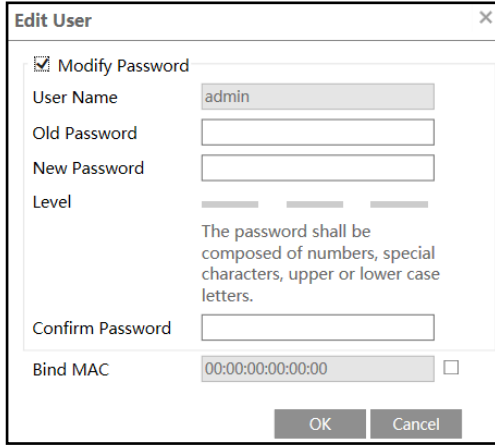 Edit User
Modify Password
User Name admin
Old Password
New Password
Level
The password shall be
composed of numbers, special
characters, upper or lower case
letters.
Confirm Password
Bind MAC 00:00:00:00:00:00
OK Cancel